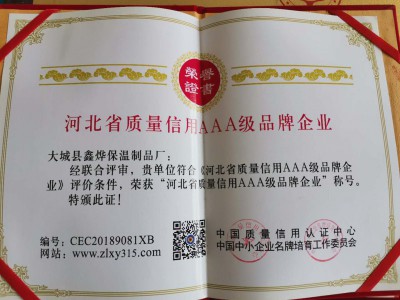 榮譽
證書
河北省质量信用AAA级品牌企业
大城县鑫烨保温制品厂：
经联合评审，贵单位符合《河北省质量信用AAA级品牌企
业》评价条件，荣获“河北省质量信用AAA级品牌企业”称号。
特颁此证！
编号：CEC20189081XB
网站：www.zlxy315.com
中国质量信用认证中心
中国中小企业名牌培育工作委员会